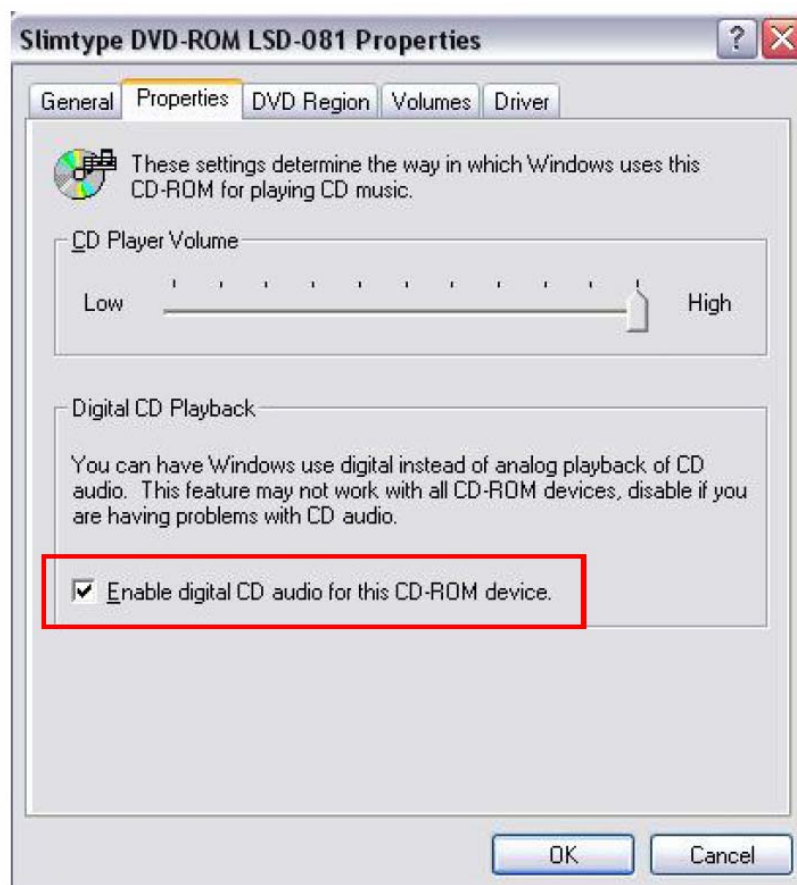 Slimtype DVD-ROM LSD-081 Properties
?
General Properties DVD Region Volumes Driver
These settings determine the way in which Windows uses this
CD-ROM for playing CD music.
CD Player Volume
Low High
Digital CD Playback
You can have Windows use digital instead of analog playback of CD
audio. This feature may not work with all CD-ROM devices, disable if you
are having problems with CD audio.
Enable digital CD audio for this CD-ROM device.
OK Cancel